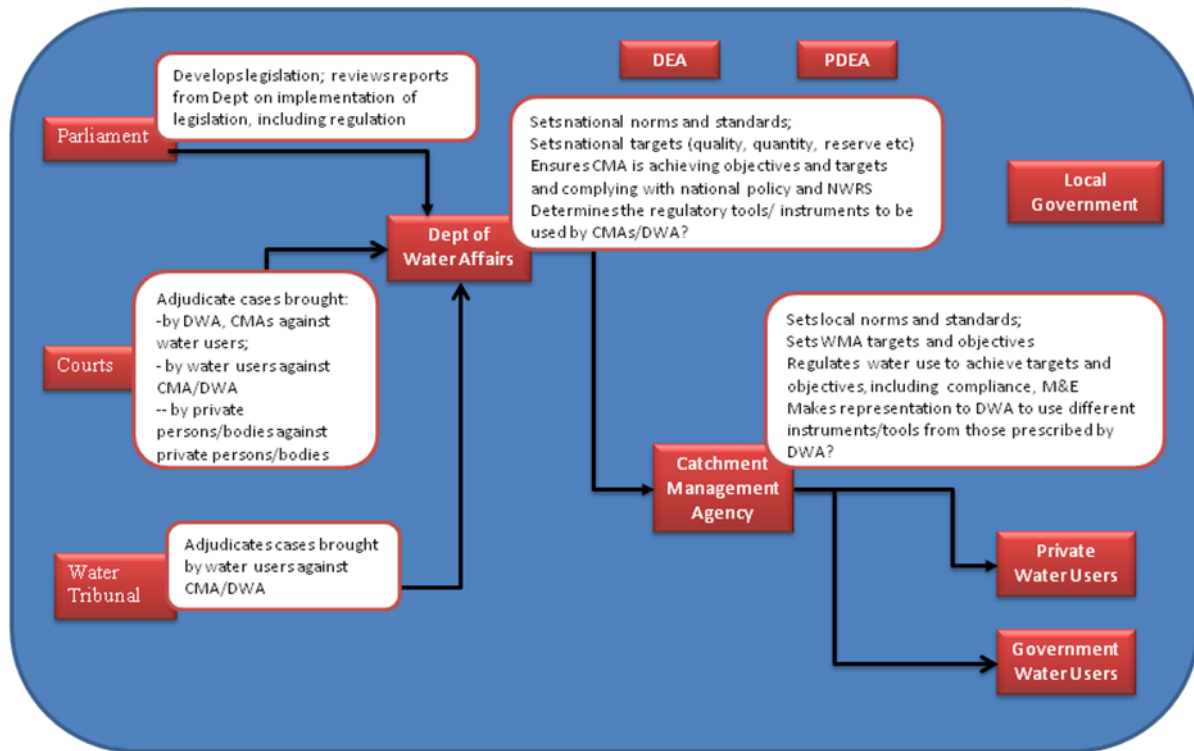 DEA
PDEA
Develops legislation; reviews reports
from Dept on implementation of
legislation, including regulation
Parliament
Sets national norms and standards;
Sets national targets (quality, quantity, reserve etc)
Ensures CMA is achieving objectives and targets
and complying with national policy and NWRS
Determines the regulatory tools/ instruments to be
used by CMAs/DWA?
Local
Government
Dept of
Water Affairs
Adjudicate cases brought:
-by DWA, CMAs against
water users;
- by water users against
CMA/DWA
-- by private
persons/bodies against
private persons/bodies
Courts
Sets local norms and standards;
Sets WMA targets and objectives
Regulates water use to achieve targets and
objectives, including compliance, M&E
Makes representation to DWA to use different
instruments/tools from those prescribed by
DWA?
Catchment
Management
Agency
Adjudicates cases brought
by water users against
CMA/DWA
Water
Tribunal
Private
Water Users
Government
Water Users